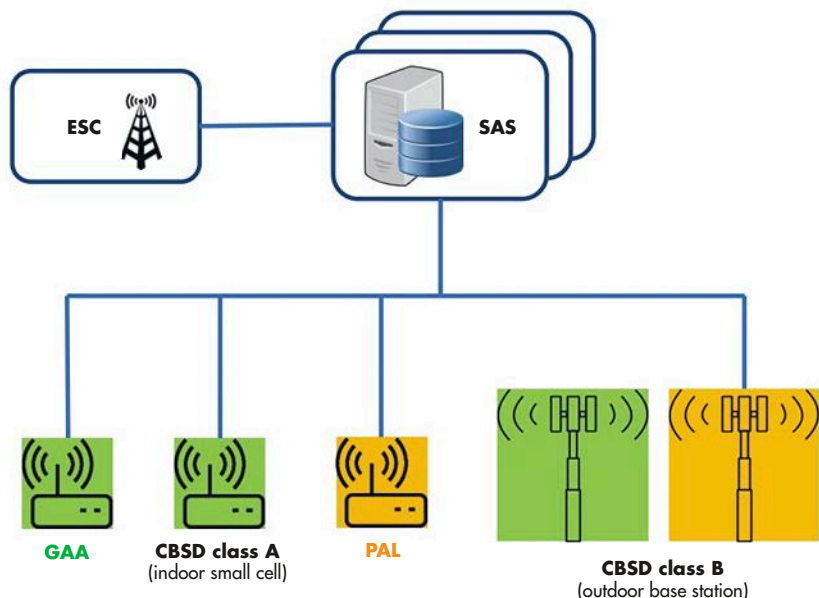 ESC
SAS
GAA
CBSD class A
(indoor small cell)
PAL
CBSD class B
(outdoor base station)